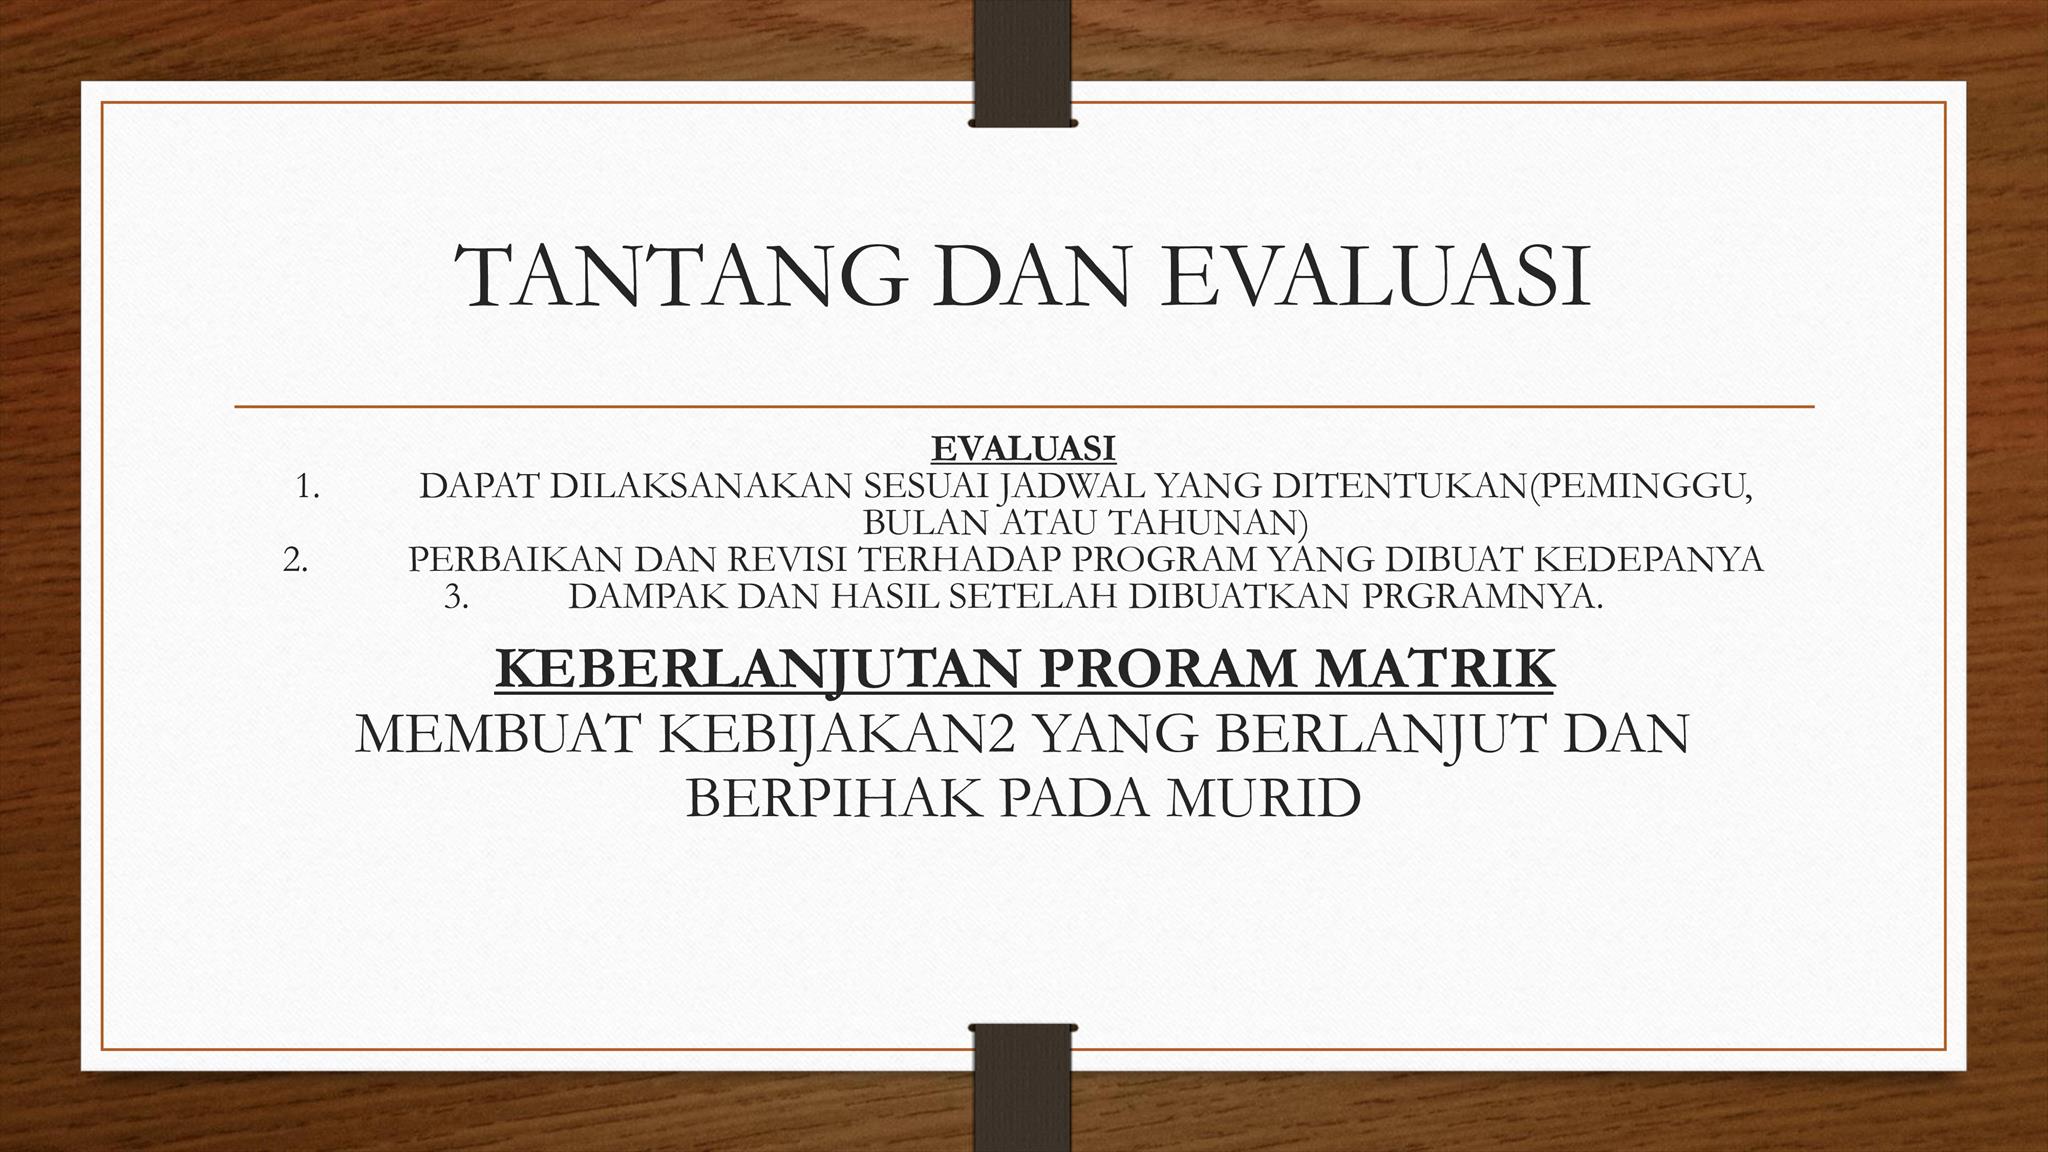 TANTANG DAN EVALUASI
EVALUASI
1. DAPAT DILAKSANAKAN SESUAI JADWAL YANG DITENTUKAN(PEMINGGU,
BULAN ATAU TAHUNAN)
2. PERBAIKAN DAN REVISI TERHADAP PROGRAM YANG DIBUAT KEDEPANYA
3. DAMPAK DAN HASIL SETELAH DIBUATKAN PRGRAMNYA.
KEBERLANJUTAN PRORAM MATRIK
MEMBUAT KEBIJAKAN2 YANG BERLANJUT DAN
BERPIHAK PADA MURID